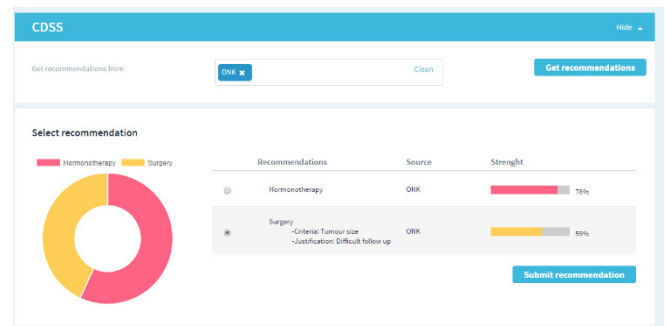 CDSS
Hide
Get recommendations from
ONK ×
Clean
Get recommendations
Select recommendation
Hormonotherapy Surgery
Recommendations Source Strenght
Hormonotherapy ONK 78%
Surgery
-Criteria: Tumour size ONK 59%
-Justification: Difficult follow up
Submit recommendation